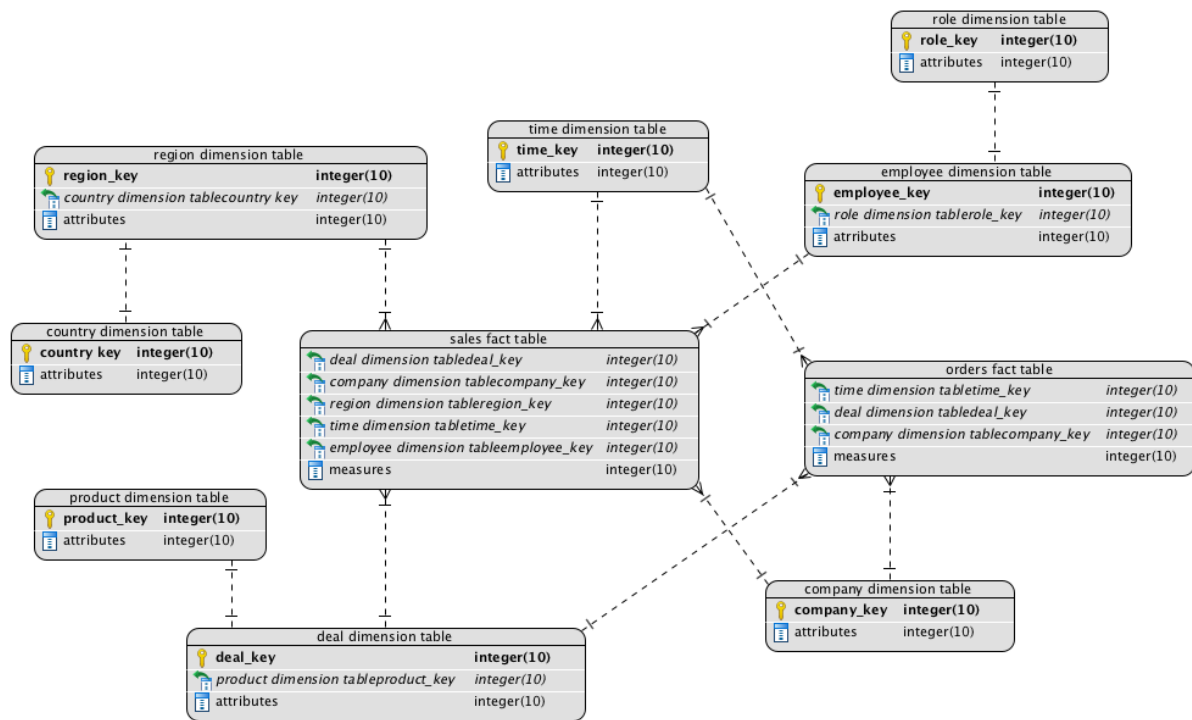 role dimension table
role_key integer(10)
attributes integer(10)
time dimension table
time_key integer(10)
attributes integer(10)
region dimension table
region_key integer(10)
country dimension tablecountry key integer(10)
attributes integer(10)
employee dimension table
employee_key integer(10)
role dimension tablerole_key integer(10)
atrributes integer(10)
country dimension table
country key integer(10)
attributes integer(10)
sales fact table
deal dimension tabledeal_key integer(10)
company dimension tablecompany_key integer(10)
region dimension tableregion_key integer(10)
time dimension tabletime_key integer(10)
employee dimension tableemployee_key integer(10)
measures integer(10)
orders fact table
time dimension tabletime_key integer(10)
deal dimension tabledeal_key integer(10)
company dimension tablecompany_key integer(10)
measures integer(10)
product dimension table
product_key integer(10)
attributes integer(10)
company dimension table
company_key integer(10)
attributes integer(10)
deal dimension table
deal_key integer(10)
product dimension tableproduct_key integer(10)
attributes integer(10)